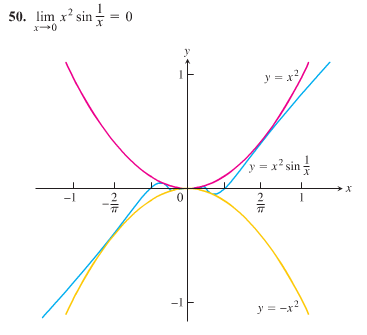 50. lim x→0 x² sin 1/x = 0
y
1
y = x²
y = x² sin 1/x
-1 -2/π 0 2/π 1 x
-1
y = -x²